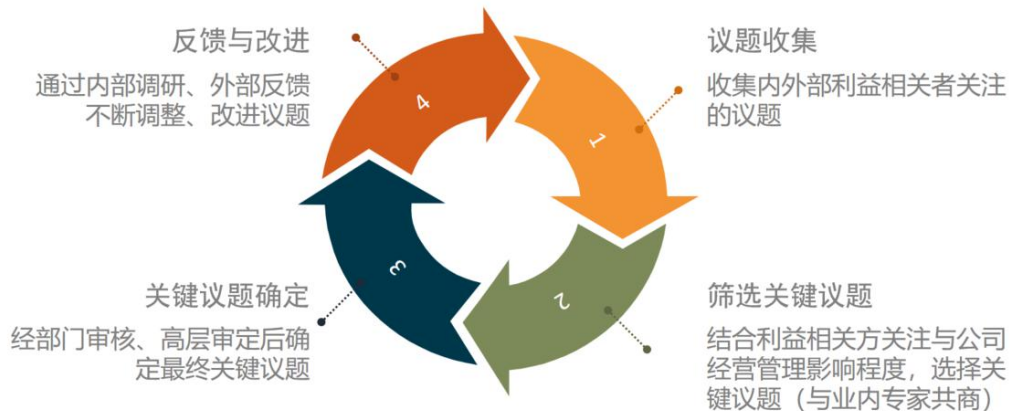 议题收集
收集内外部利益相关者关注
的议题
1
筛选关键议题
结合利益相关方关注与公司
经营管理影响程度，选择关
键议题（与业内专家共商）
2
关键议题确定
经部门审核、高层审定后确
定最终关键议题
3
反馈与改进
通过内部调研、外部反馈
不断调整、改进议题
4